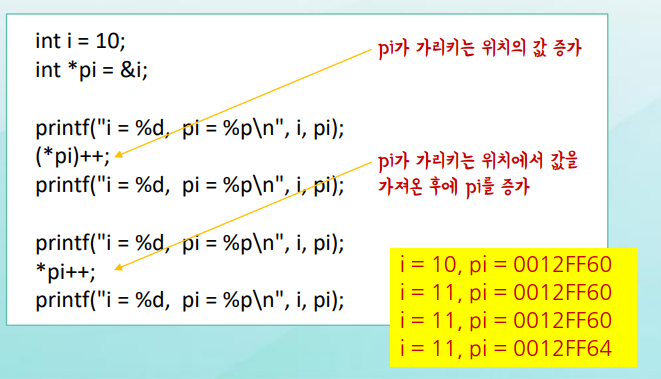 int i = 10;
int *pi = &i;
pi가 가리키는 위치의 값 증가
printf("i = %d,  pi = %p\n", i, pi);
(*pi)++;
printf("i = %d,  pi = %p\n", i, pi);
pi가 가리키는 위치에서 값을
가져온 후에 pi를 증가
printf("i = %d,  pi = %p\n", i, pi);
*pi++;
printf("i = %d,  pi = %p\n", i, pi);
i = 10, pi = 0012FF60
i = 11, pi = 0012FF60
i = 11, pi = 0012FF60
i = 11, pi = 0012FF64